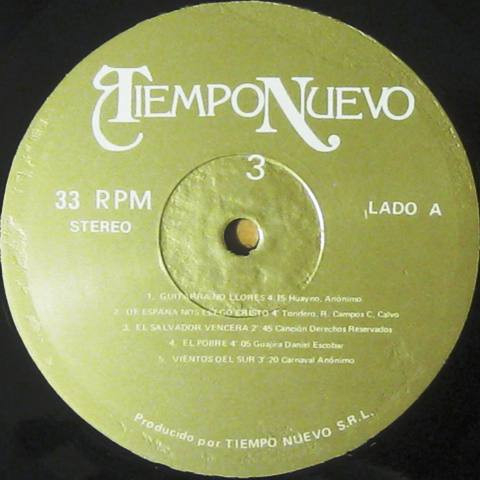 TIEMPO NUEVO
3
33 RPM
STEREO
LADO A
1. GUITARRA NO LLORES 4' 15 Huayno, Anónimo
2. DE ESPAÑA NOS LLEGO CRISTO 4' Tondero, R. Campos C, Calvo
3. EL SALVADOR VENCERA 2' 45 Canción Derechos Reservados
4. EL POBRE 4' 05 Guajira Daniel Escobar
5. VIENTOS DEL SUR 3' 20 Carnaval Anónimo
Producido por TIEMPO NUEVO S.R.L.